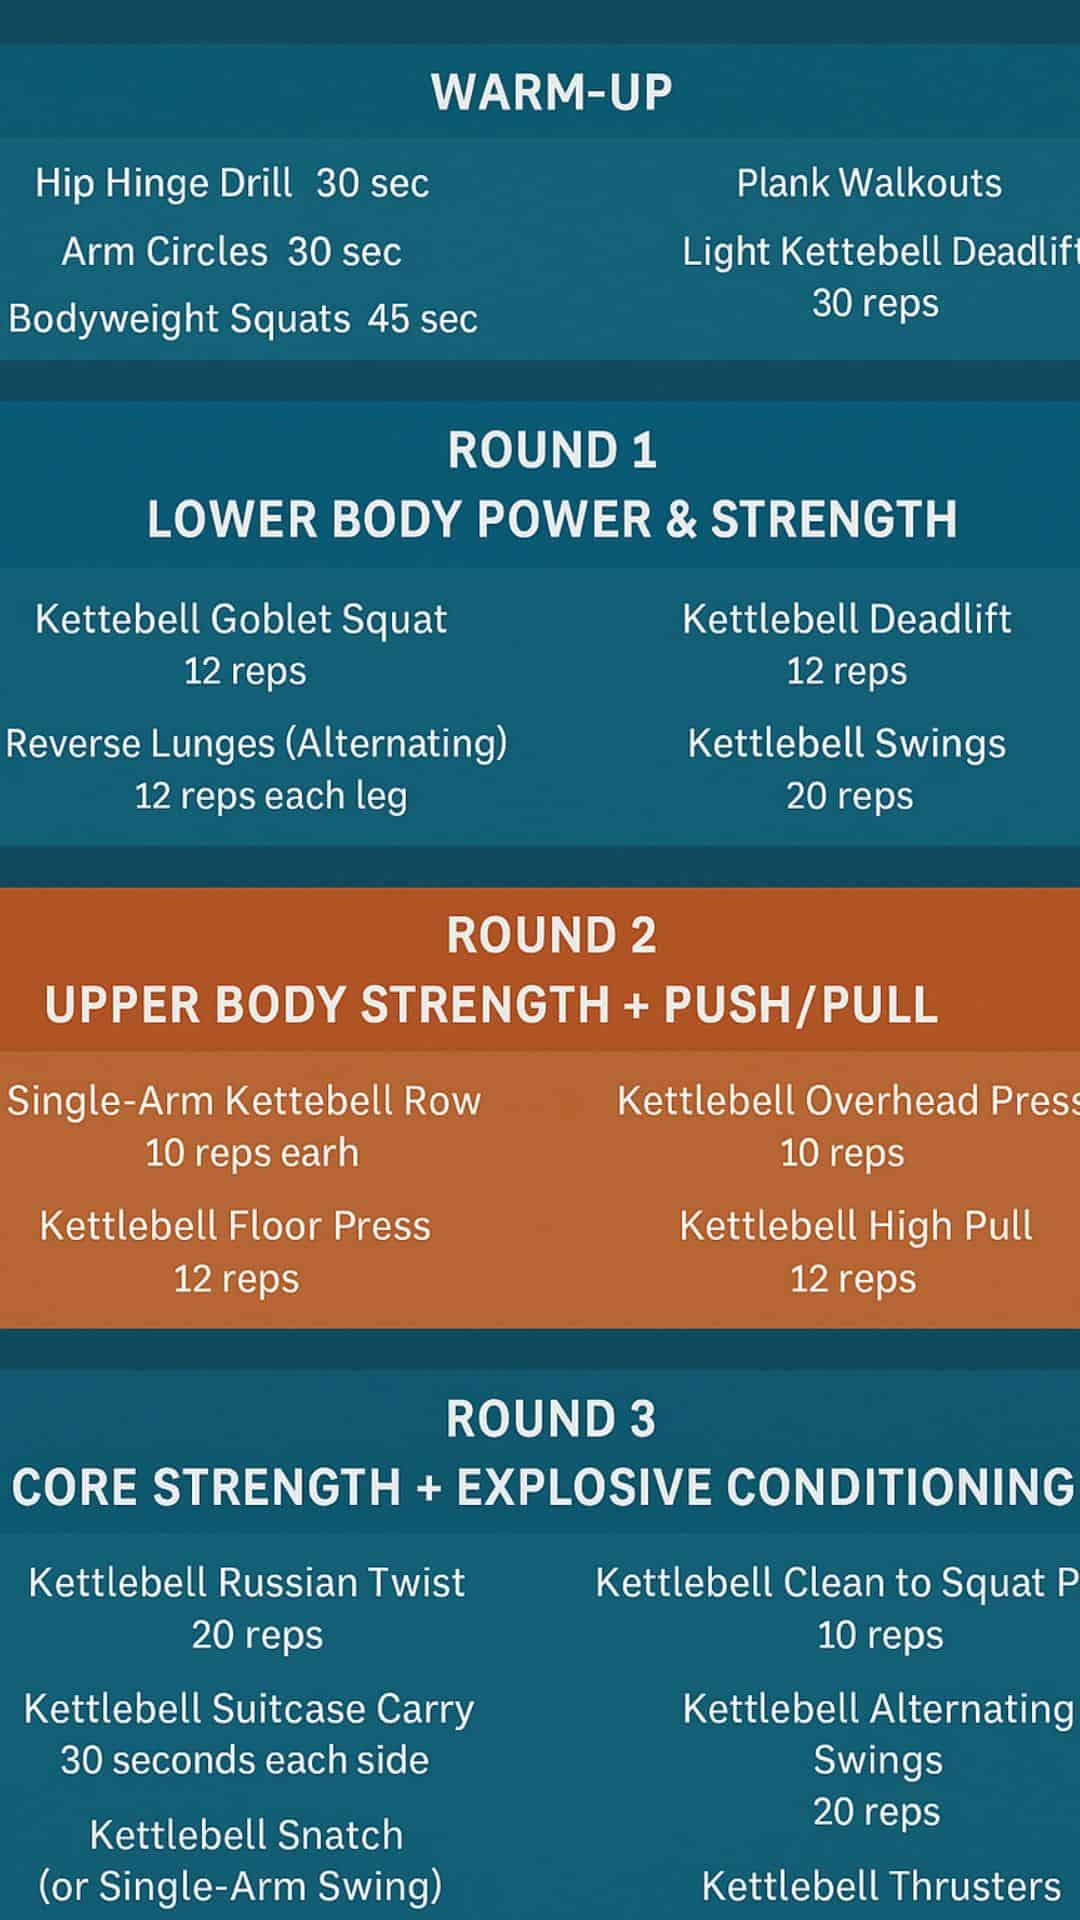 WARM-UP
Hip Hinge Drill 30 sec
Arm Circles 30 sec
Bodyweight Squats 45 sec
Plank Walkouts
Light Kettebell Deadlift
30 reps
ROUND 1
LOWER BODY POWER & STRENGTH
Kettebell Goblet Squat
12 reps
Reverse Lunges (Alternating)
12 reps each leg
Kettlebell Deadlift
12 reps
Kettlebell Swings
20 reps
ROUND 2
UPPER BODY STRENGTH + PUSH/PULL
Single-Arm Kettebell Row
10 reps earh
Kettlebell Floor Press
12 reps
Kettlebell Overhead Press
10 reps
Kettlebell High Pull
12 reps
ROUND 3
CORE STRENGTH + EXPLOSIVE CONDITIONING
Kettlebell Russian Twist
20 reps
Kettlebell Suitcase Carry
30 seconds each side
Kettlebell Snatch
(or Single-Arm Swing)
Kettlebell Clean to Squat
10 reps
Kettlebell Alternating
Swings
20 reps
Kettlebell Thrusters